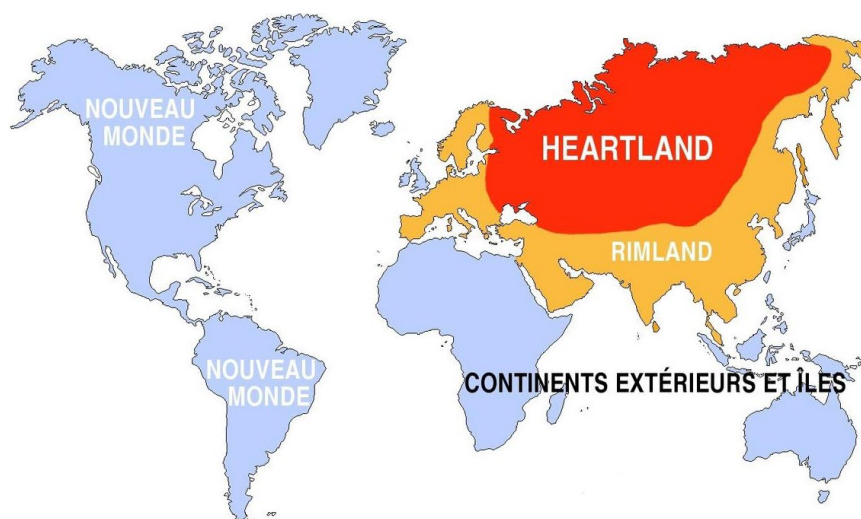 NOUVEAU
MONDE
HEARTLAND
RIMLAND
NOUVEAU
MONDE
CONTINENTS EXTÉRIEURS ET ÎLES